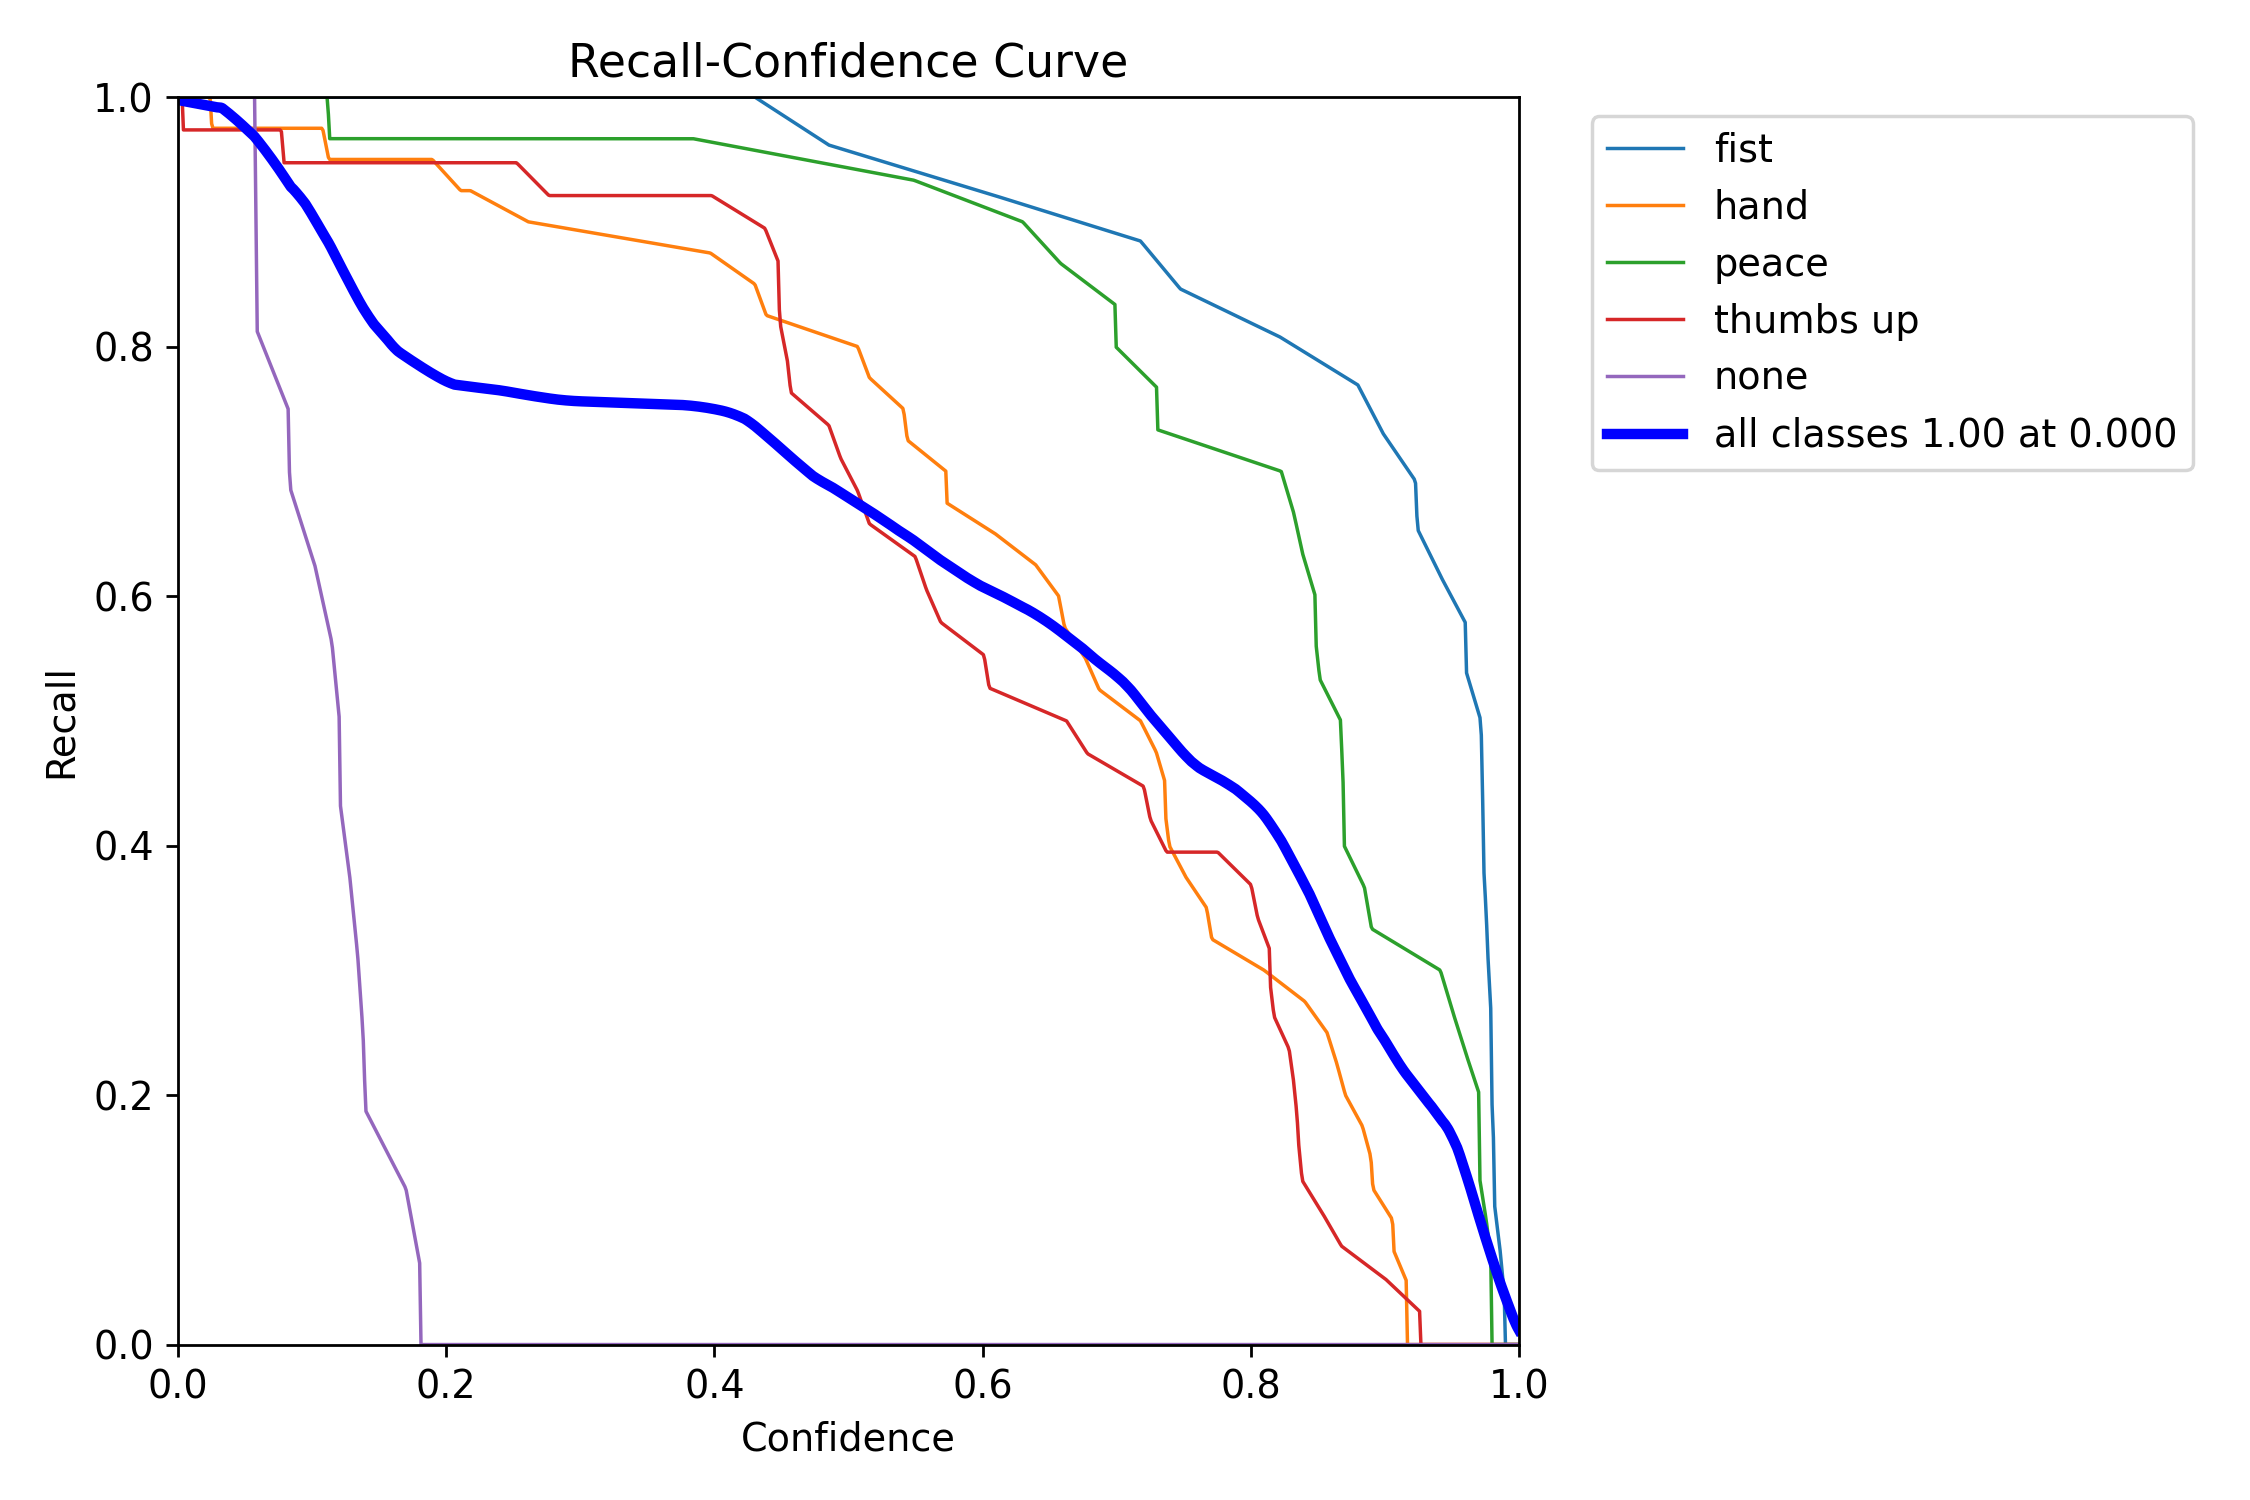 Recall-Confidence Curve
1.0
0.8
0.6
0.4
0.2
0.0
Recall
0.0 0.2 0.4 0.6 0.8 1.0
Confidence
fist
hand
peace
thumbs up
none
all classes 1.00 at 0.000